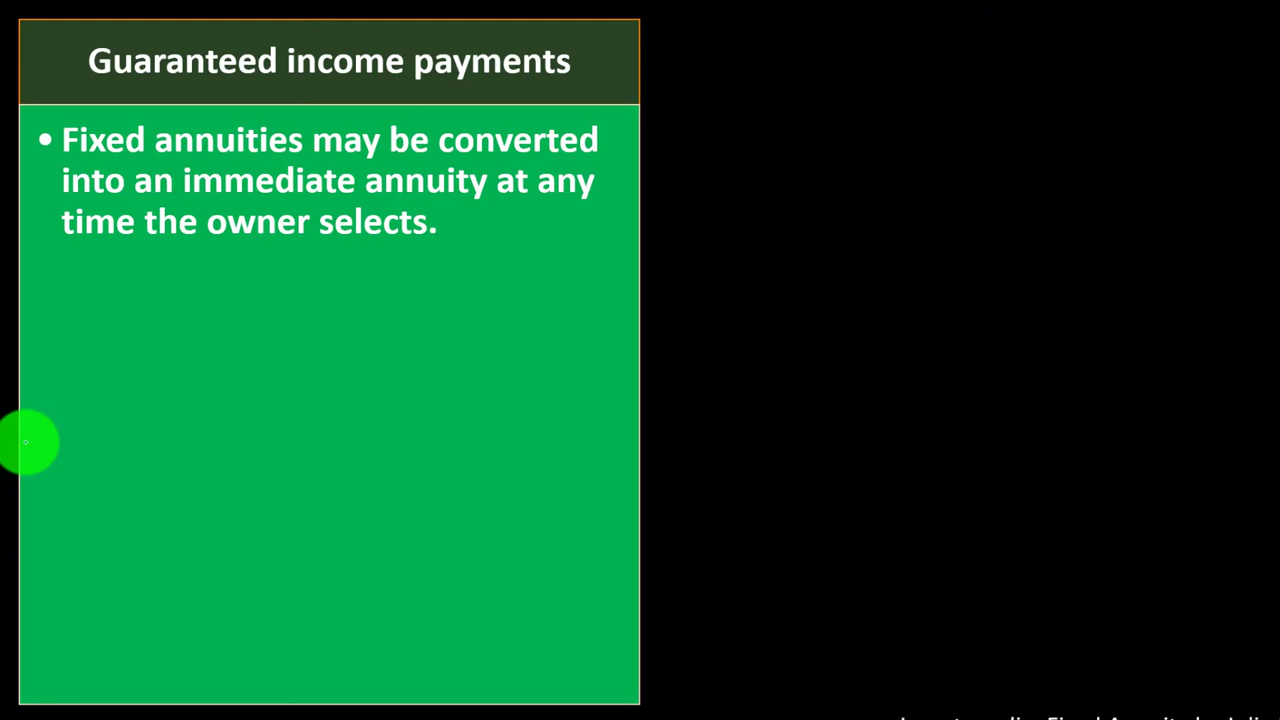 Guaranteed income payments
• Fixed annuities may be converted
into an immediate annuity at any
time the owner selects.